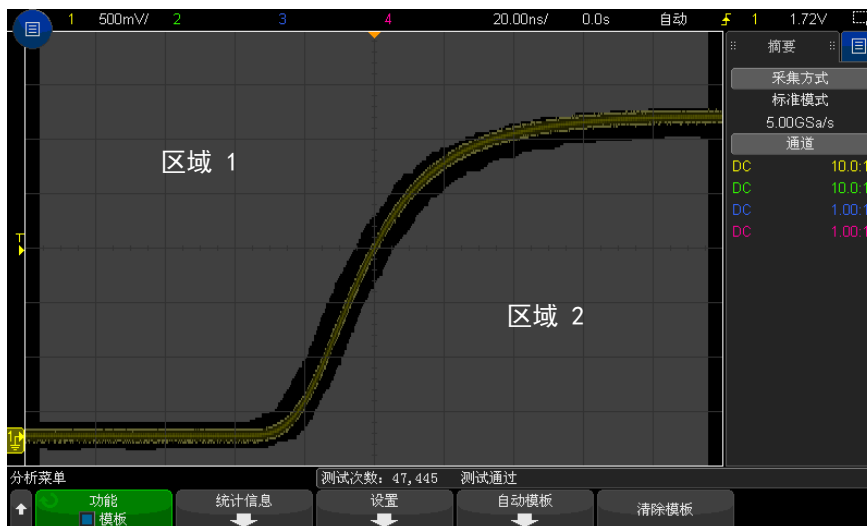 1 500mV/ 2 3 4 20.00ns/ 0.0s 自动 1 1.72V
摘要
采集方式
标准模式
5.00GSa/s
通道
DC 10.0:1
DC 10.0:1
DC 1.00:1
DC 1.00:1
区域 1
T
区域 2
1
分析菜单
测试次数: 47,445 测试通过
功能
模板
统计信息
设置
自动模板
清除模板